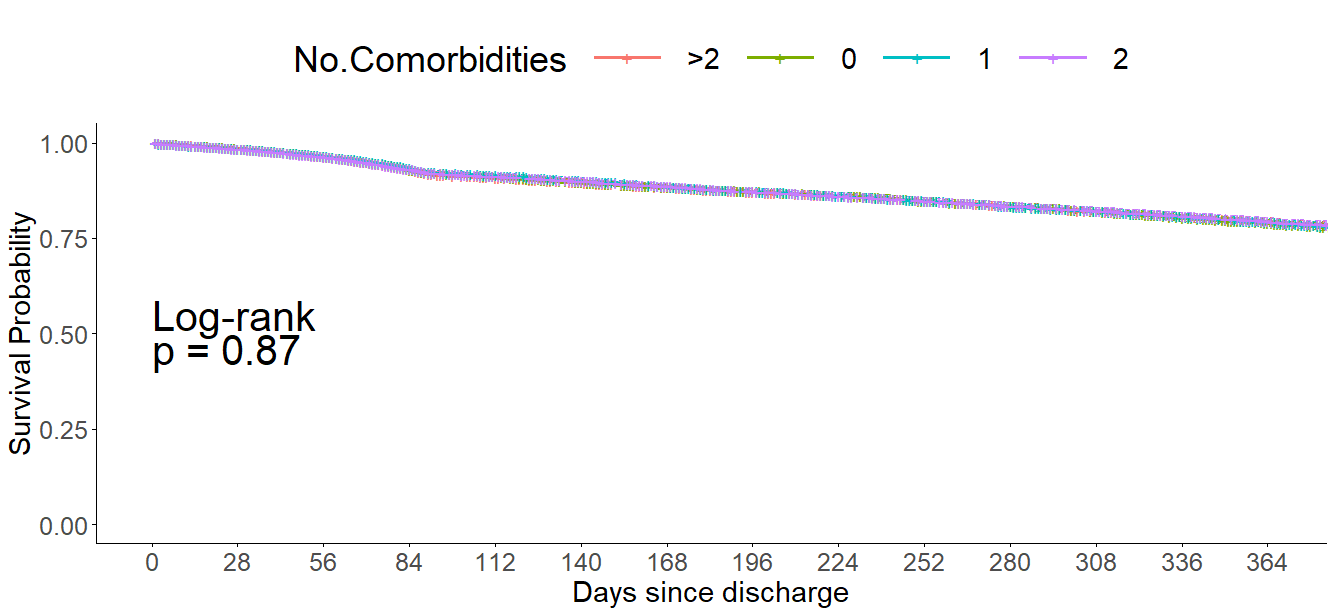 No.Comorbidities >2 0 1 2
1.00
0.75
0.50
0.25
0.00
Survival Probability
Log-rank
p = 0.87
0 28 56 84 112 140 168 196 224 252 280 308 336 364
Days since discharge